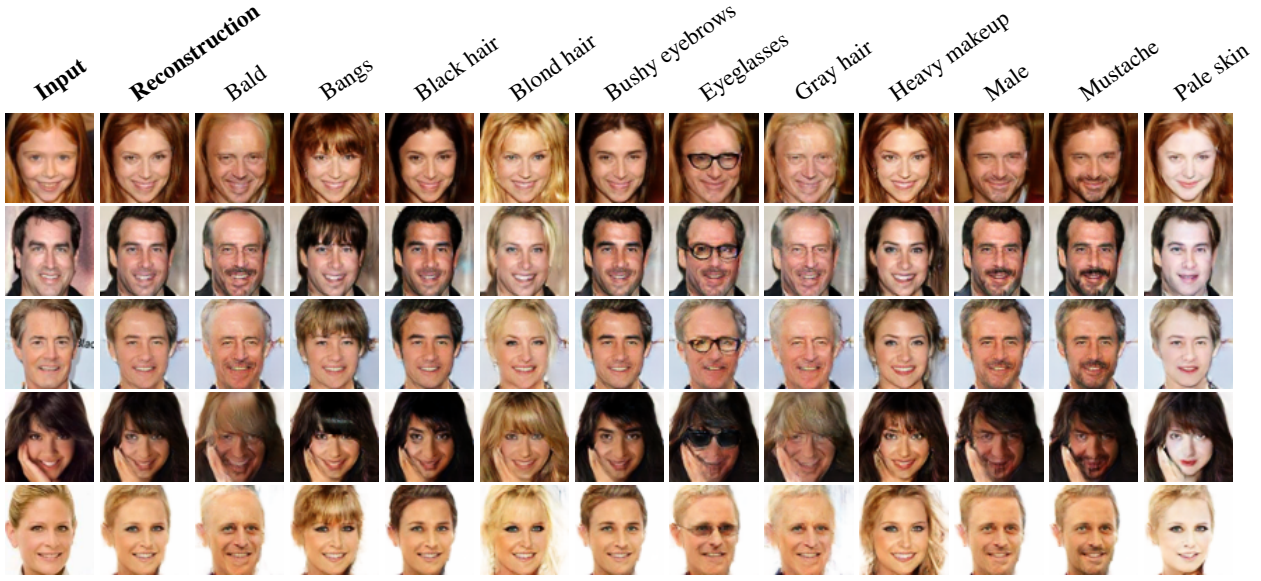 Input
Reconstruction
Bald
Bangs
Black hair
Blond hair
Bushy eyebrows
Eyeglasses
Gray hair
Heavy makeup
Male
Mustache
Pale skin